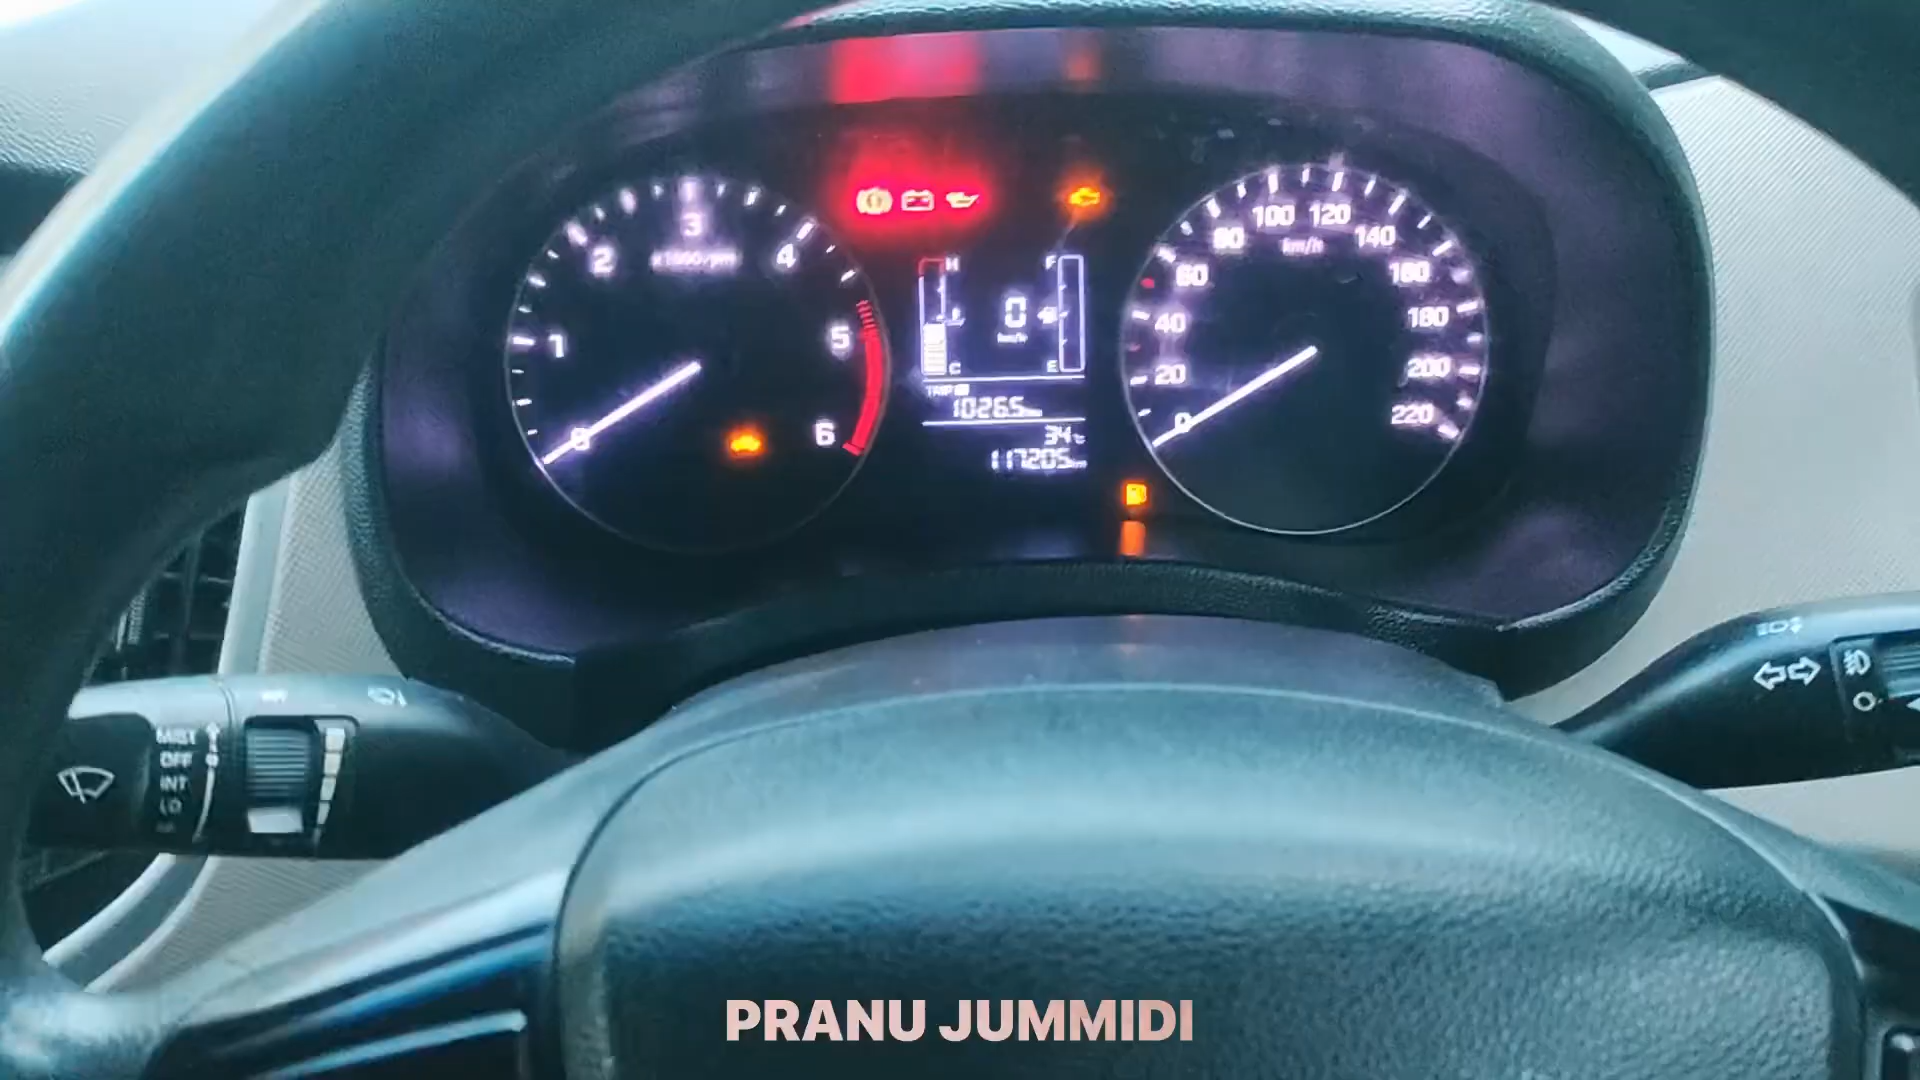 3
2
4
x1000rpm
1
5
0
6
H
F
0
km/h
C
E
TRIP
1026.5
34°C
117205km
100 120
80
140
km/h
60
160
40
180
20
200
0
220
MIST
OFF
INT
LO
PRANU JUMMIDI